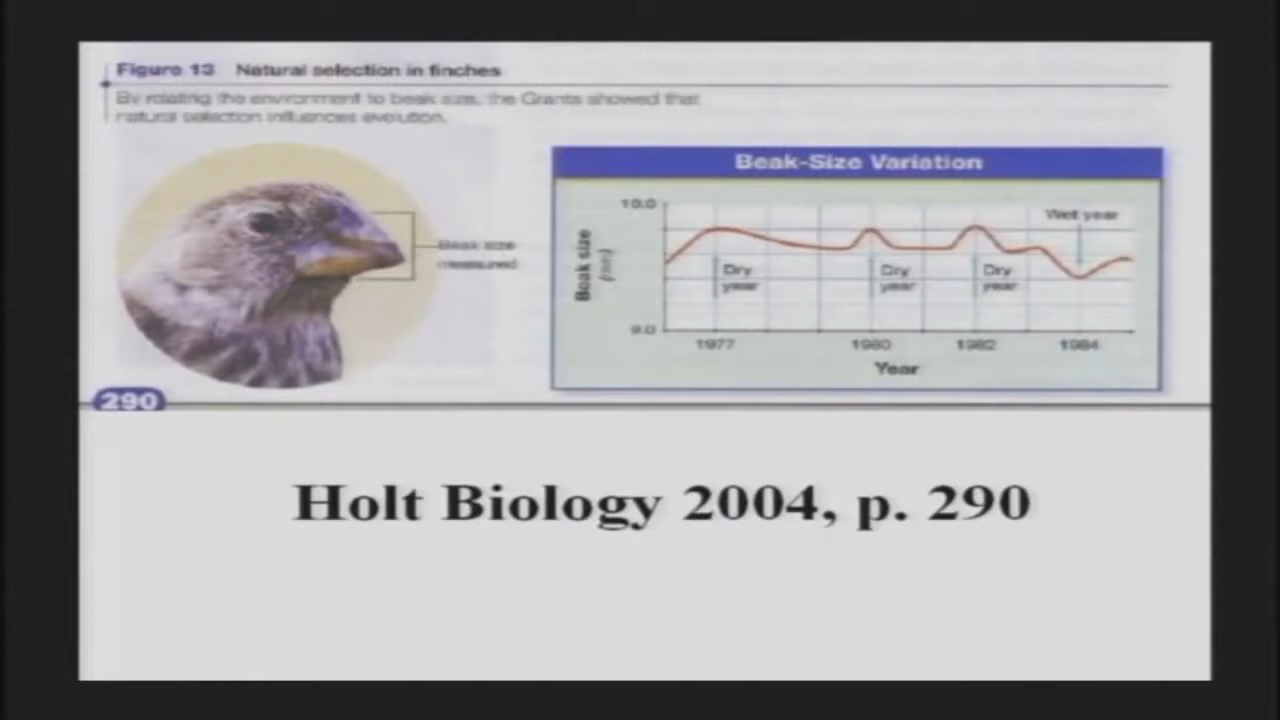 Figure 13 Natural selection in finches
By relating the environment to beak size, the Grants showed that
natural selection influences evolution.
Beak size
measured
Beak-Size Variation
10.0
Beak size
(mm)
9.0
Wet year
Dry
year
Dry
year
Dry
year
1977 1980 1982 1984
Year
290
Holt Biology 2004, p. 290